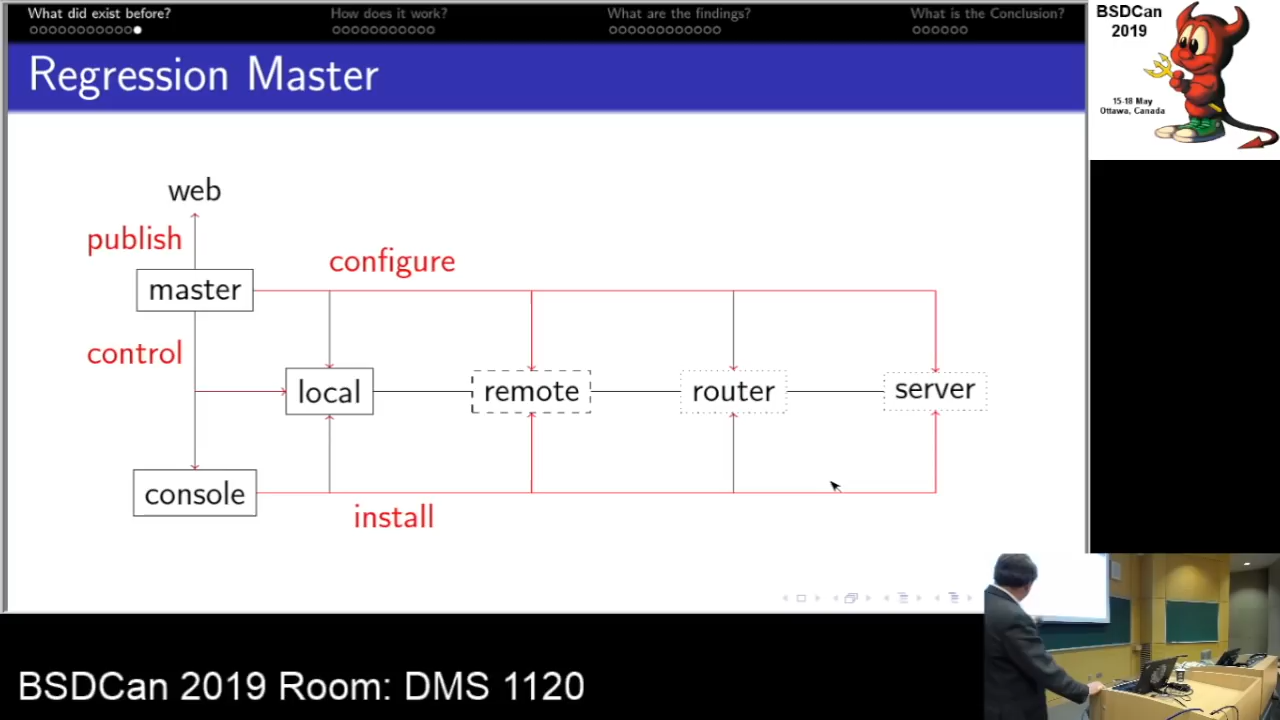 What did exist before?
How does it work?
What are the findings?
What is the Conclusion?
BSDCan
2019
15-18 May
Ottawa, Canada
Regression Master
web
publish
configure
master
control
local
remote
router
server
console
install
BSDCan 2019 Room: DMS 1120